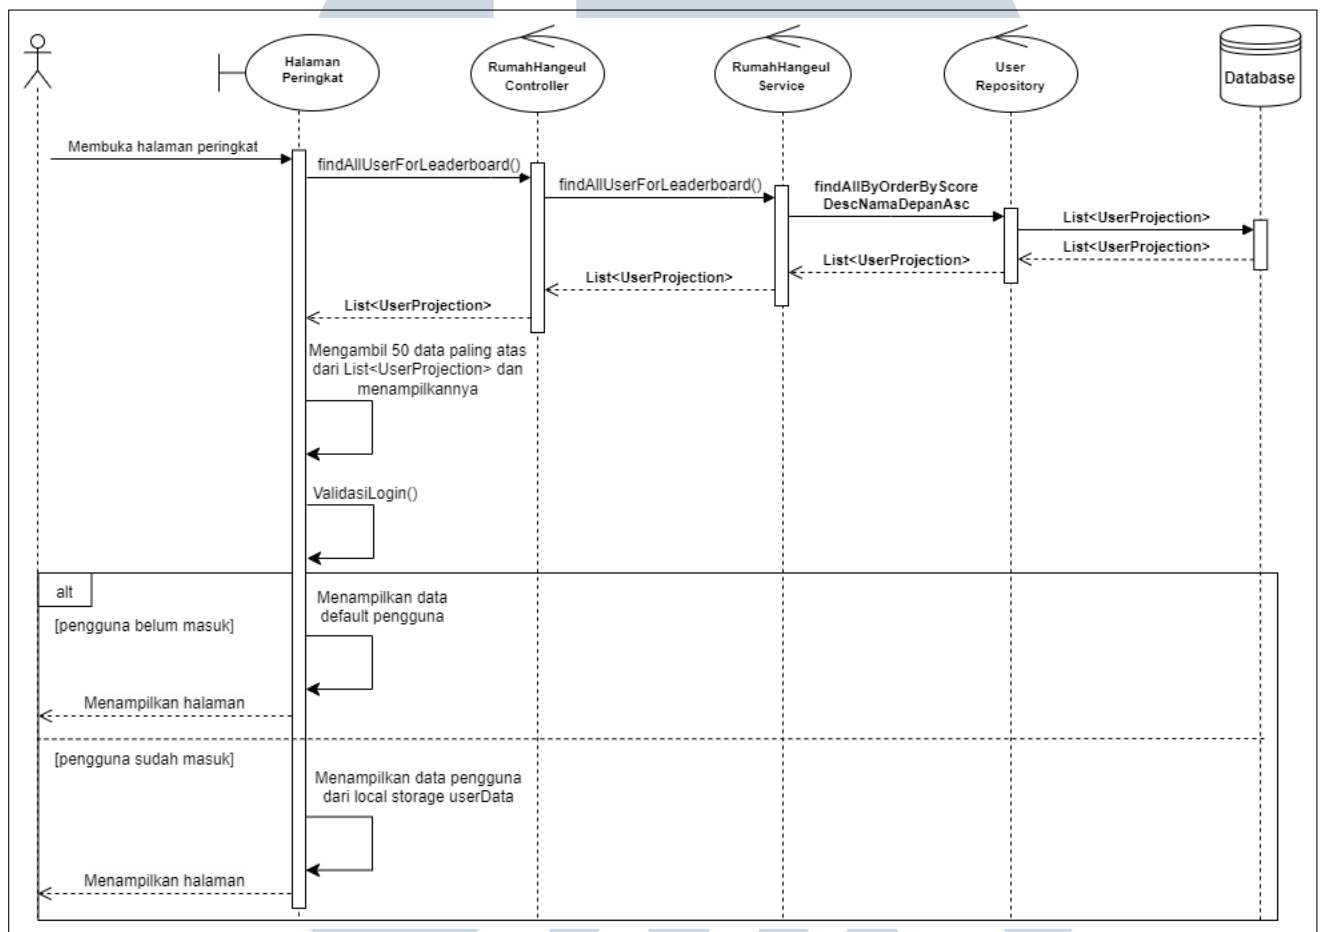 Halaman
Peringkat
RumahHangeul
Controller
RumahHangeul
Service
User
Repository
Database
Membuka halaman peringkat
findAllUserForLeaderboard()
findAllUserForLeaderboard()
findAllByOrderByScore
DescNamaDepanAsc
List<UserProjection>
List<UserProjection>
List<UserProjection>
List<UserProjection>
List<UserProjection>
Mengambil 50 data paling atas
dari List<UserProjection> dan
menampilkannya
ValidasiLogin()
alt
[pengguna belum masuk]
Menampilkan data
default pengguna
Menampilkan halaman
[pengguna sudah masuk]
Menampilkan data pengguna
dari local storage userData
Menampilkan halaman